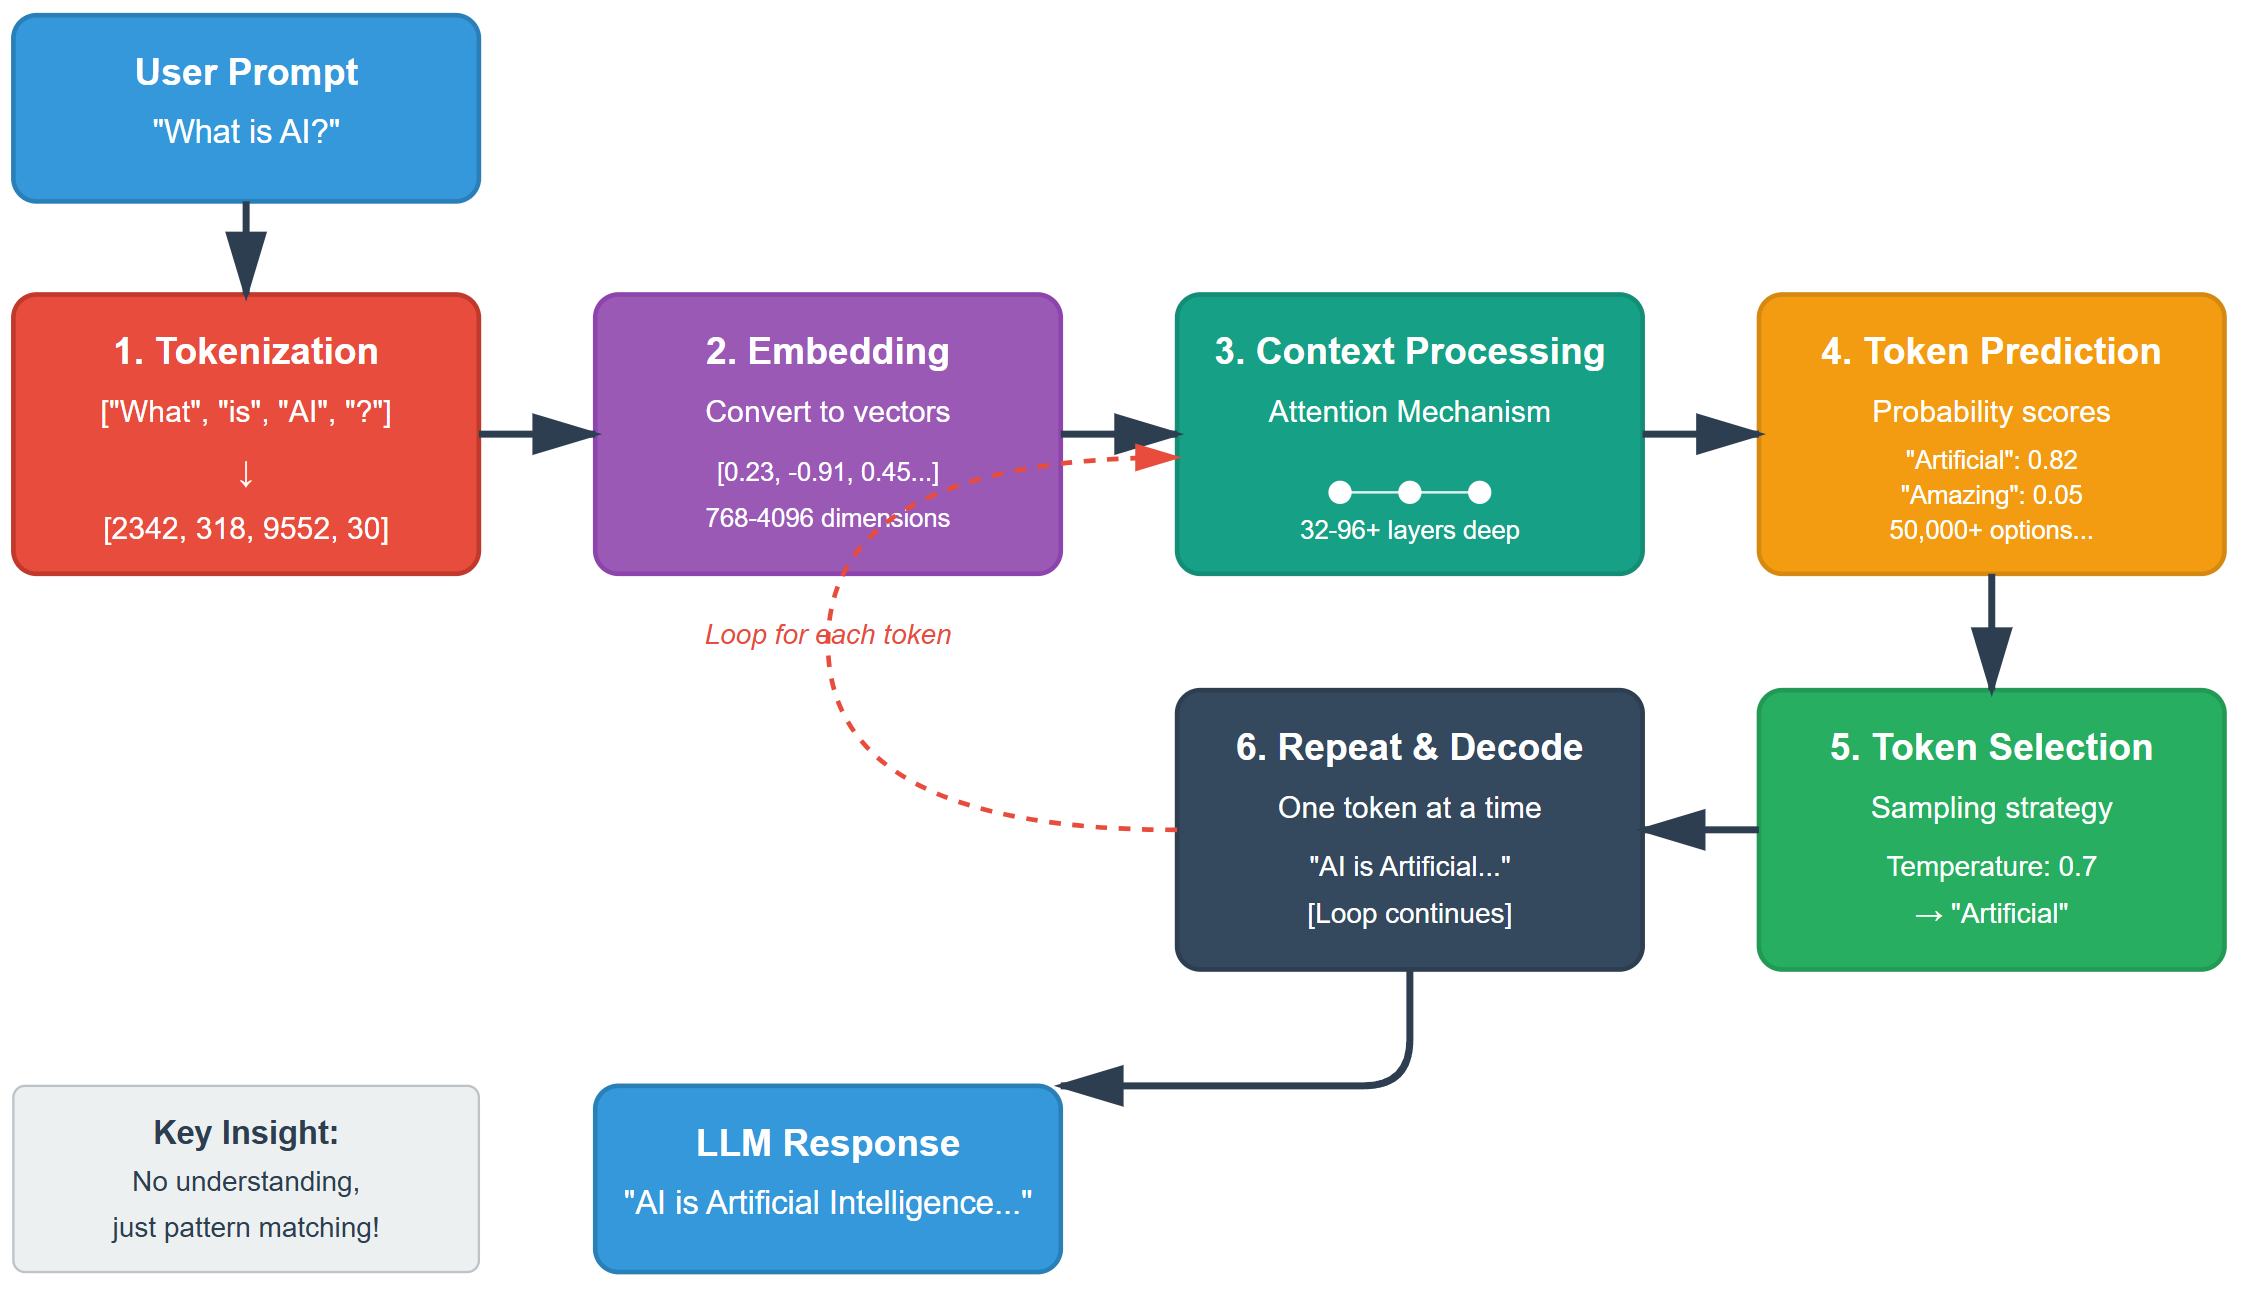 User Prompt
"What is AI?"
1. Tokenization
["What", "is", "AI", "?"]
↓
[2342, 318, 9552, 30]
2. Embedding
Convert to vectors
[0.23, -0.91, 0.45...]
768-4096 dimensions
3. Context Processing
Attention Mechanism
32-96+ layers deep
4. Token Prediction
Probability scores
"Artificial": 0.82
"Amazing": 0.05
50,000+ options...
Loop for each token
5. Token Selection
Sampling strategy
Temperature: 0.7
→ "Artificial"
6. Repeat & Decode
One token at a time
"AI is Artificial..."
[Loop continues]
LLM Response
"AI is Artificial Intelligence..."
Key Insight:
No understanding,
just pattern matching!